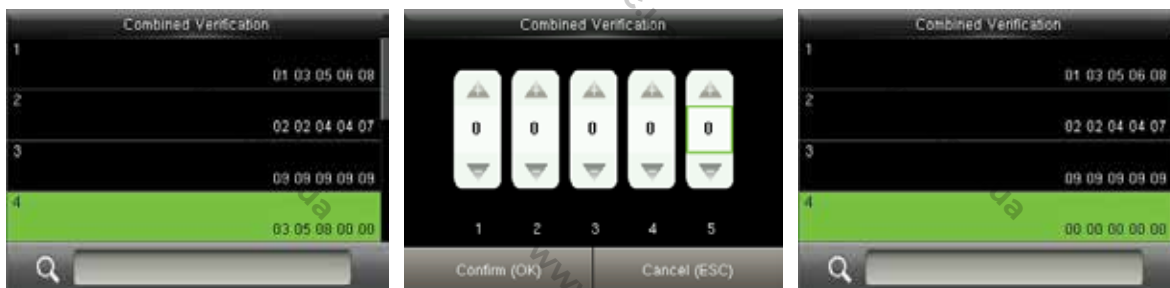 Combined Verification
1
01 03 05 06 08
2
02 02 04 04 07
3
09 09 09 09 09
4
03 05 08 00 00
Combined Verification
0 0 0 0 0
1 2 3 4 5
Confirm (OK) Cancel (ESC)
Combined Verification
1
01 03 05 06 08
2
02 02 04 04 07
3
09 09 09 09 09
4
00 00 00 00 00
www.
ua
ua